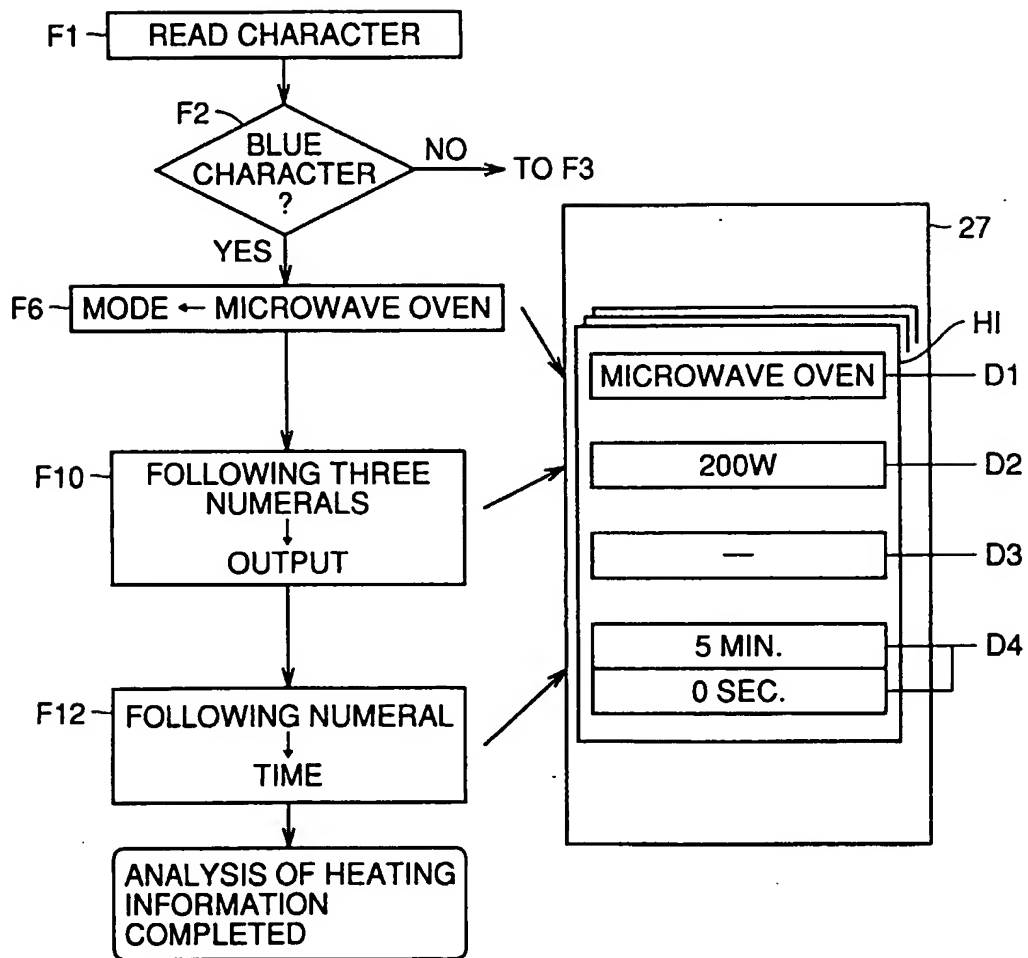 F1
READ CHARACTER
F2
BLUE
CHARACTER
?
NO
TO F3
YES
F6
MODE ← MICROWAVE OVEN
F10
FOLLOWING THREE
NUMERALS
↓
OUTPUT
F12
FOLLOWING NUMERAL
↓
TIME
ANALYSIS OF HEATING
INFORMATION
COMPLETED
27
HI
MICROWAVE OVEN
D1
200W
D2
—
D3
5 MIN.
D4
0 SEC.